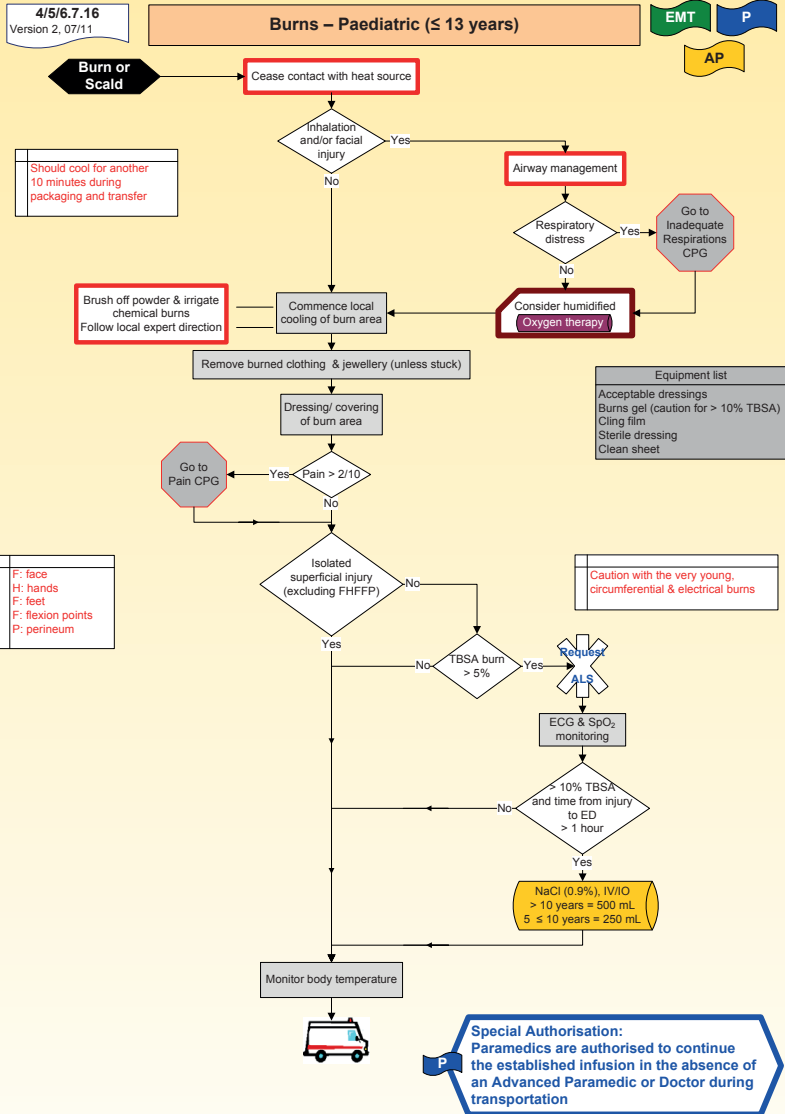 4/5/6.7.16
Version 2, 07/11
Burns – Paediatric (≤ 13 years)
EMT
P
AP
Burn or
Scald
Cease contact with heat source
Inhalation
and/or facial
injury
Yes
No
Should cool for another
10 minutes during
packaging and transfer
Airway management
Respiratory
distress
Yes
No
Go to
Inadequate
Respirations
CPG
Brush off powder & irrigate
chemical burns
Follow local expert direction
Commence local
cooling of burn area
Consider humidified
Oxygen therapy
Remove burned clothing & jewellery (unless stuck)
Equipment list
Acceptable dressings
Burns gel (caution for > 10% TBSA)
Cling film
Sterile dressing
Clean sheet
Dressing/ covering
of burn area
Go to
Pain CPG
Yes
Pain > 2/10
No
F: face
H: hands
F: feet
F: flexion points
P: perineum
Isolated
superficial injury
(excluding FHFFP)
No
Yes
Caution with the very young,
circumferential & electrical burns
No
TBSA burn
> 5%
Yes
Request
ALS
ECG & SpO₂
monitoring
> 10% TBSA
and time from injury
to ED
> 1 hour
No
Yes
NaCl (0.9%), IV/IO
> 10 years = 500 mL
5 ≤ 10 years = 250 mL
Monitor body temperature
P
Special Authorisation:
Paramedics are authorised to continue
the established infusion in the absence of
an Advanced Paramedic or Doctor during
transportation